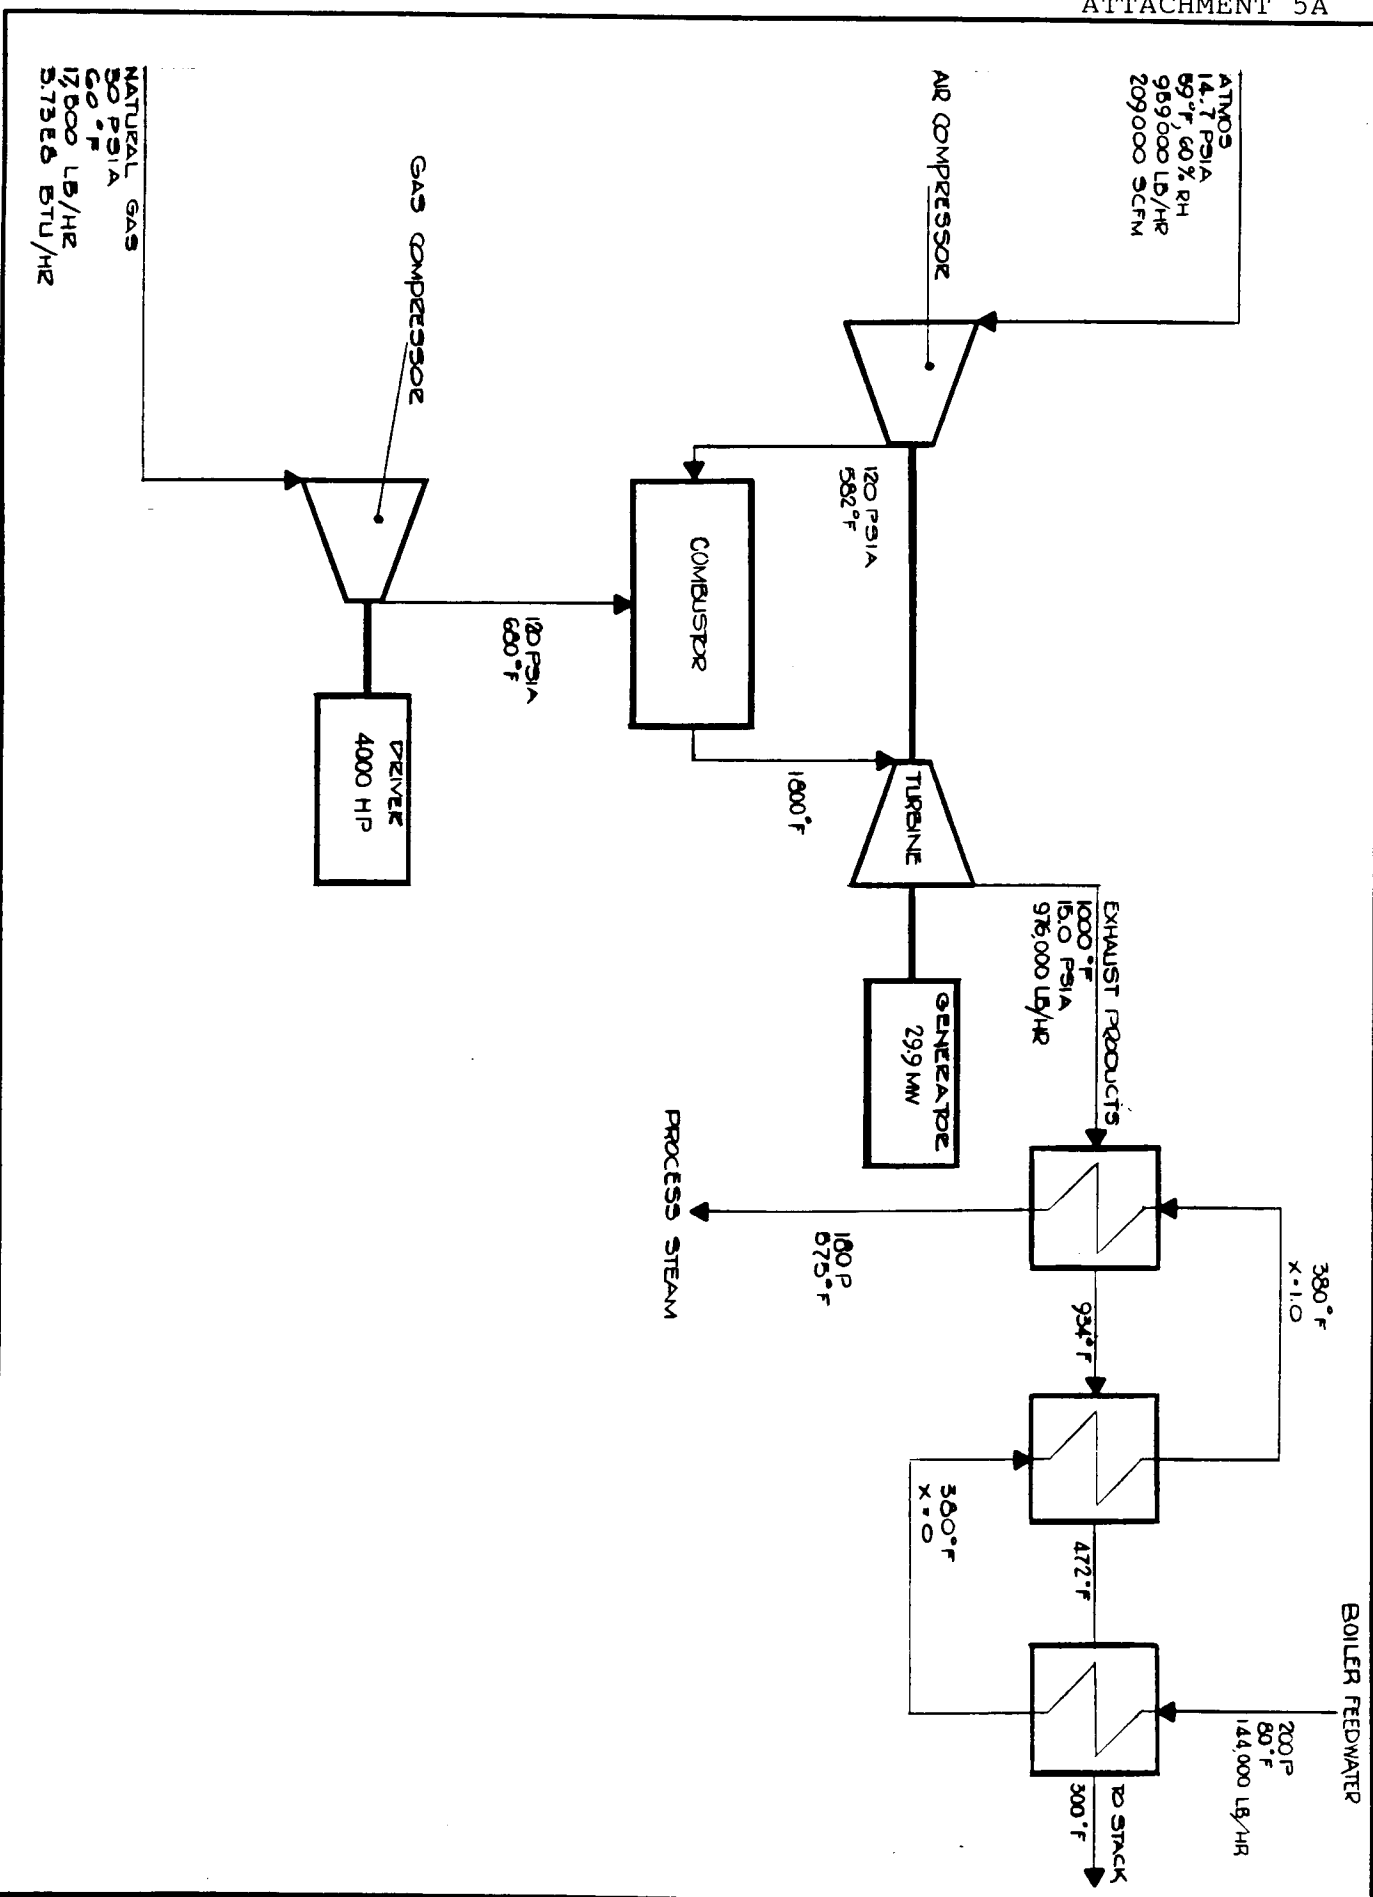 ATTACHMENT 5A
ATMOS
14.7 PSIA
59°F, 60% RH
959000 LB/HR
209000 SCFM
AIR COMPRESSOR
GAS COMPRESSOR
NATURAL GAS
50 PSIA
60 °F
17,500 LB/HR
3.73E8 BTU/HR
120 PSIA
582°F
COMBUSTOR
120 PSIA
600°F
DRIVER
4000 HP
1800°F
TURBINE
GENERATOR
29.9 MW
EXHAUST PRODUCTS
1000 °F
15.0 PSIA
976,000 LB/HR
PROCESS STEAM
180 P
575°F
380°F
X=1.0
934°F
380°F
X=0
472°F
BOILER FEEDWATER
200 P
80°F
144,000 LB/HR
TO STACK
300°F